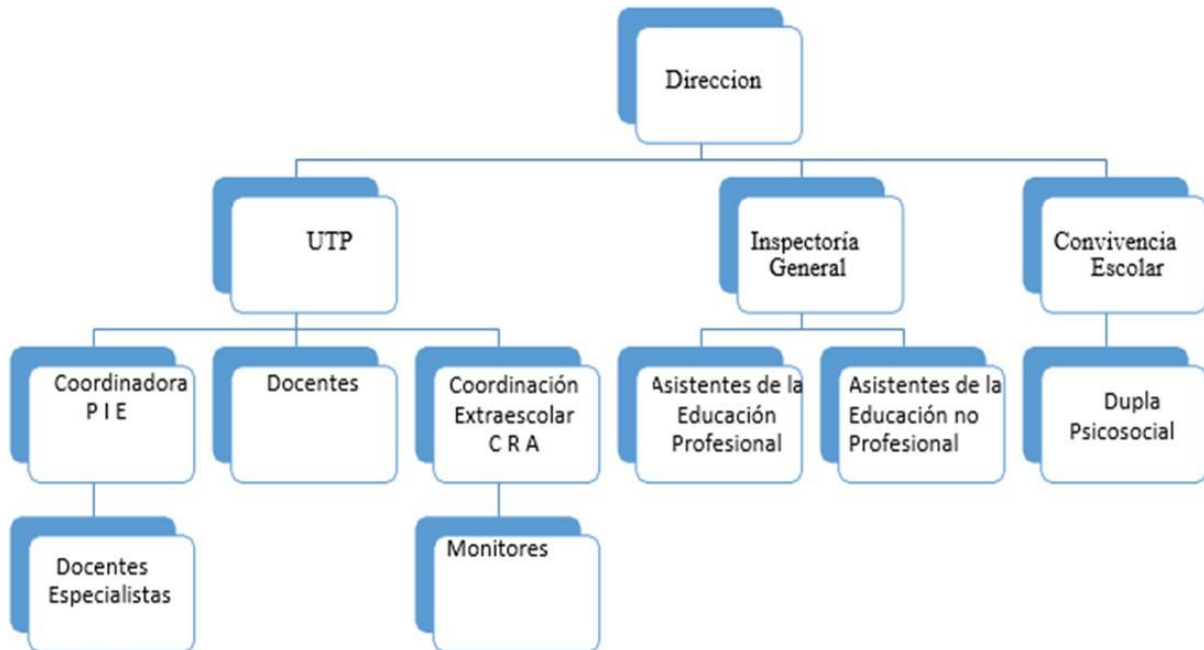 Direccion
UTP
Inspectoría
General
Convivencia
Escolar
Coordinadora
P I E
Docentes
Coordinación
Extraescolar
C R A
Asistentes de la
Educación
Profesional
Asistentes de la
Educación no
Profesional
Dupla
Psicosocial
Docentes
Especialistas
Monitores